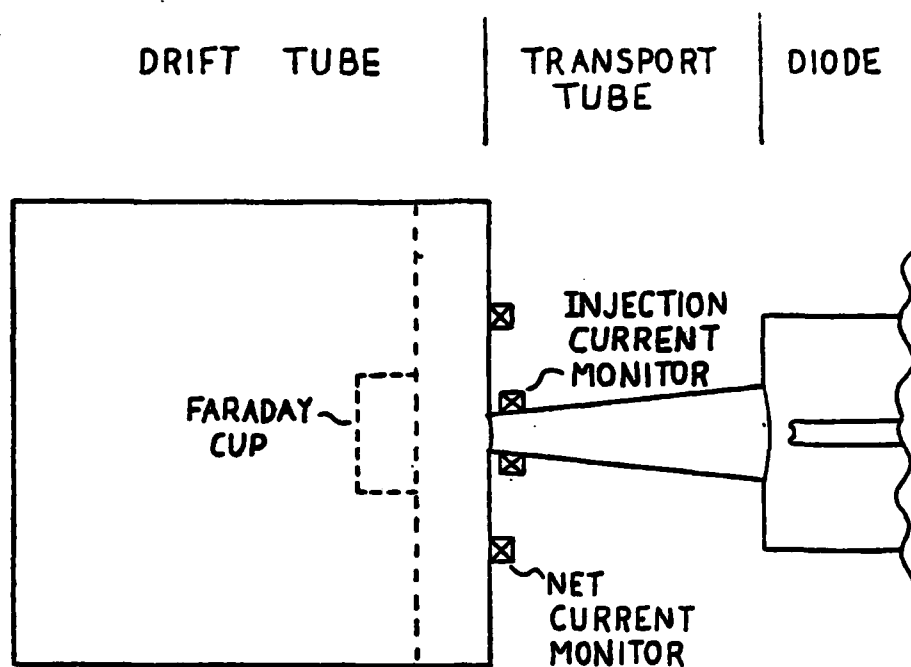 DRIFT TUBE
TRANSPORT
TUBE
DIODE
INJECTION
CURRENT
MONITOR
FARADAY
CUP
NET
CURRENT
MONITOR